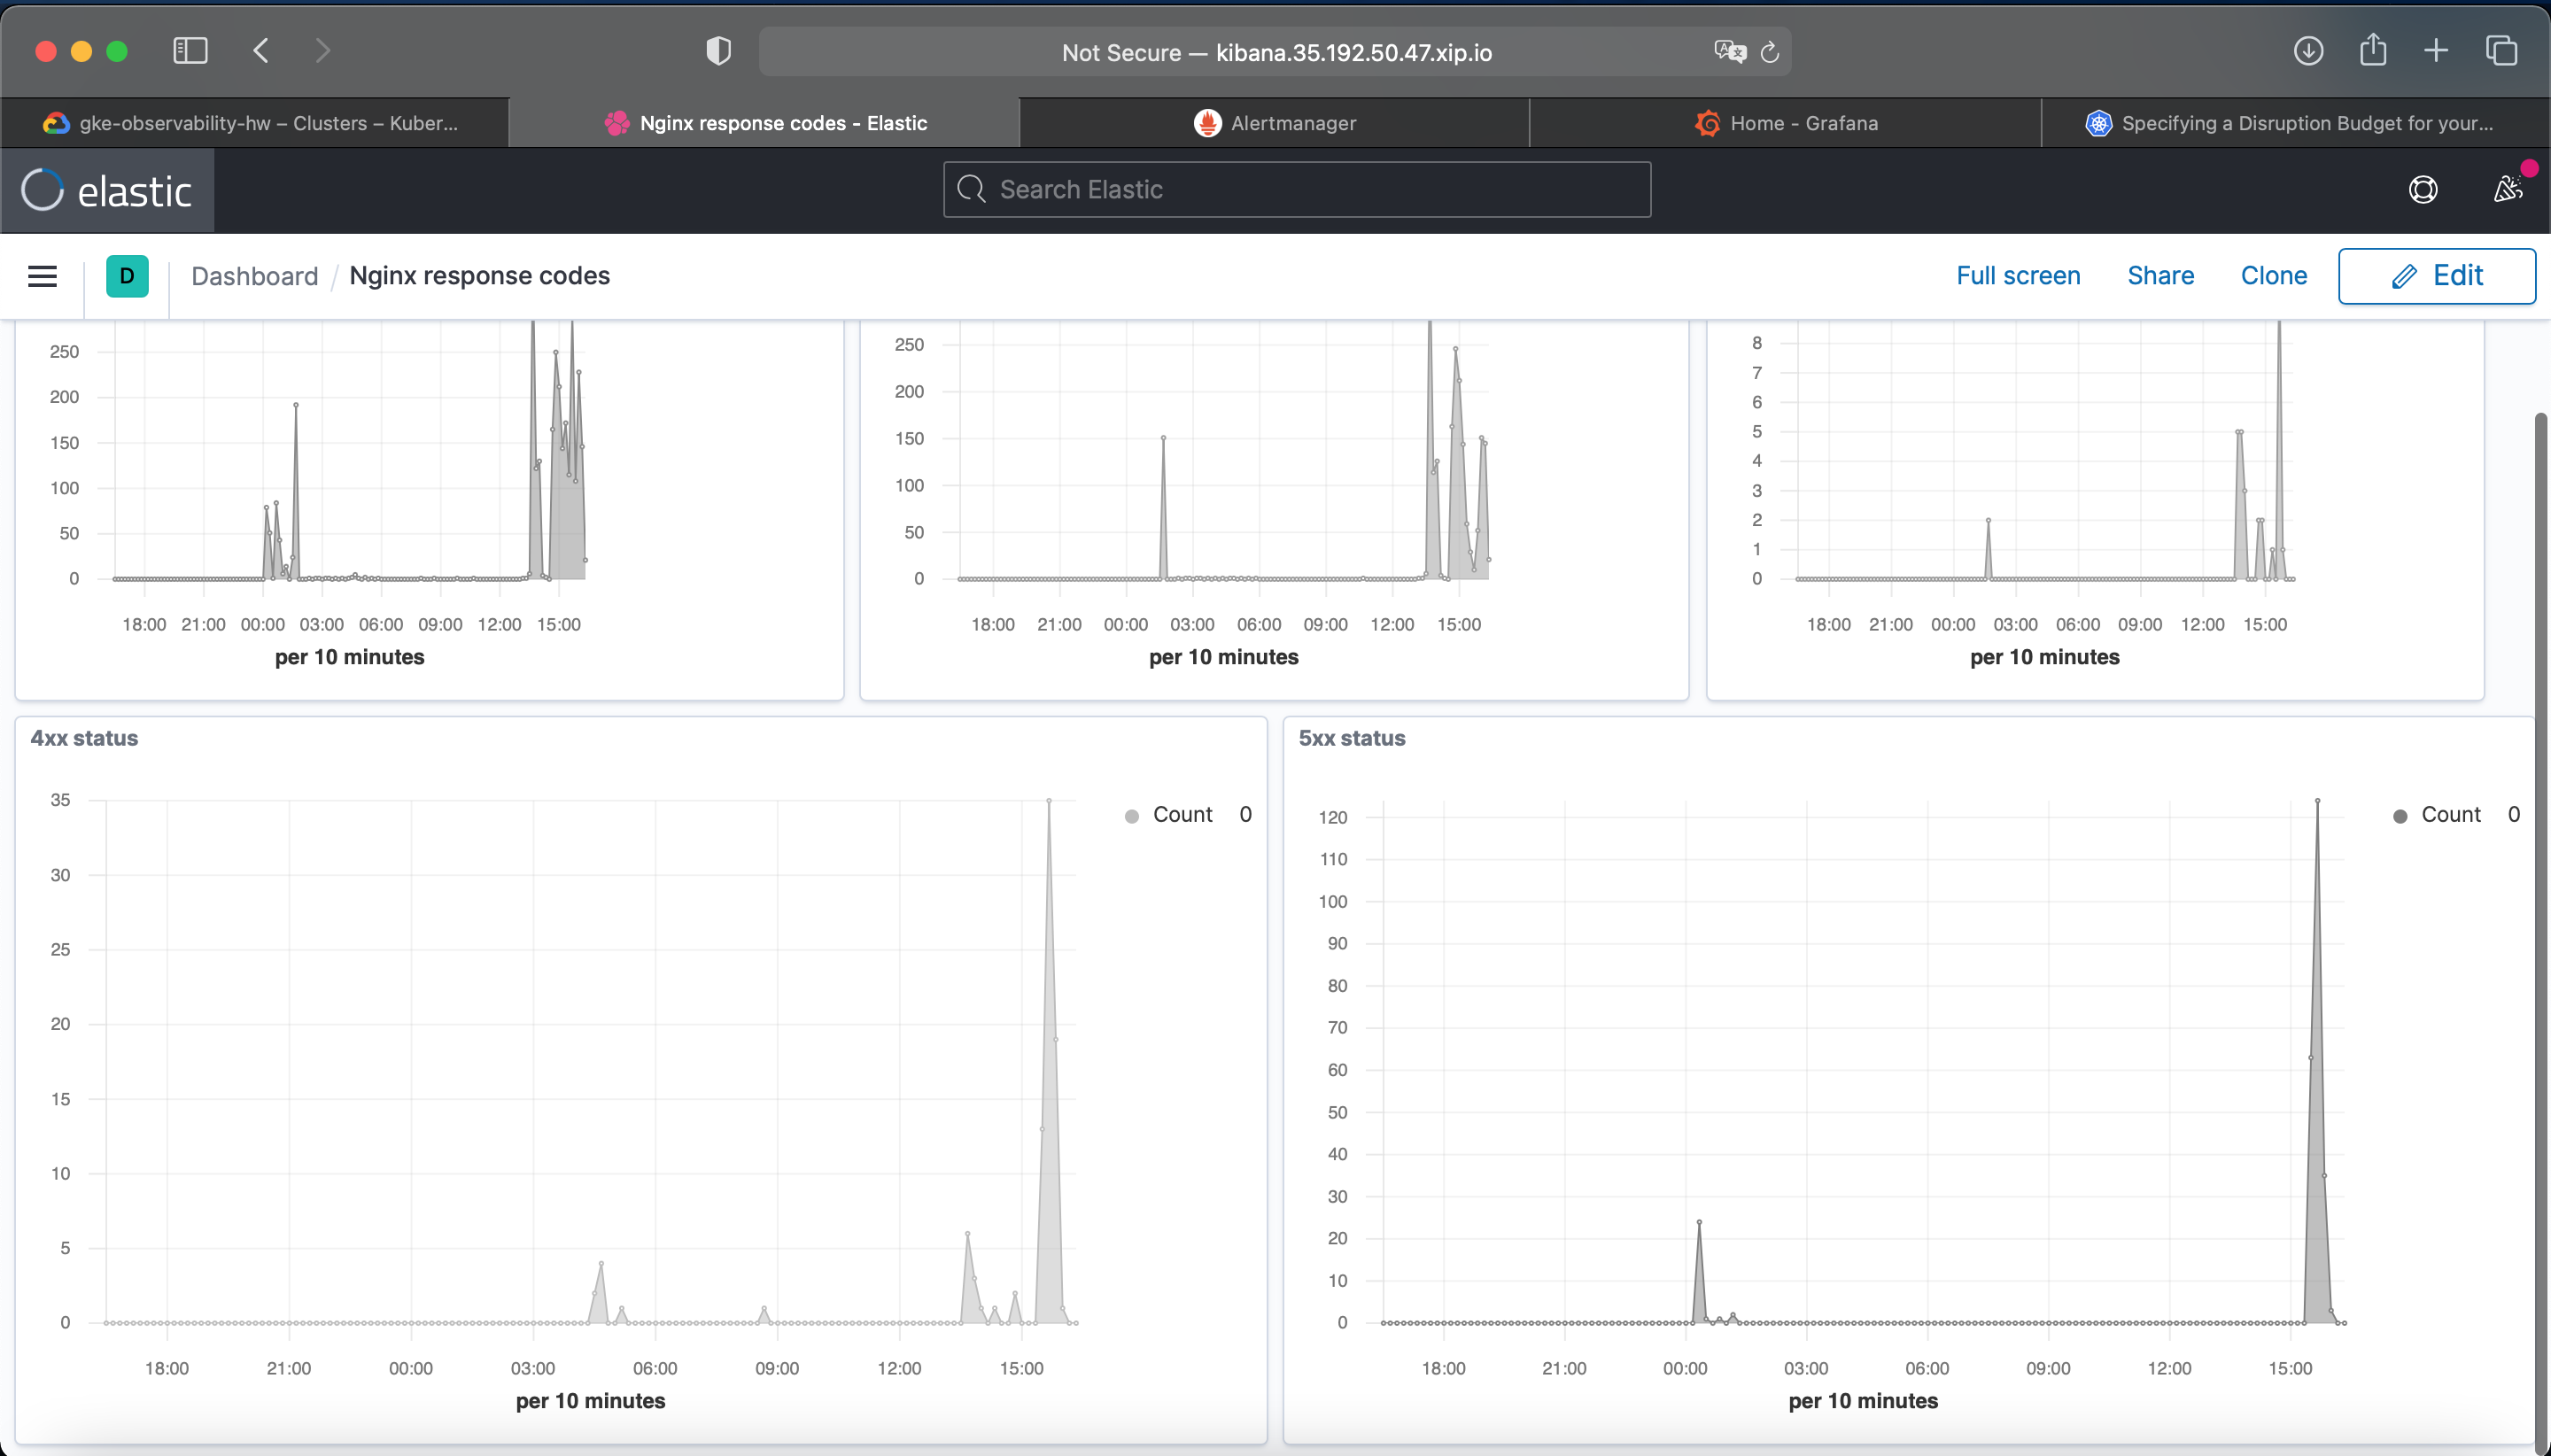 Not Secure — kibana.35.192.50.47.xip.io
gke-observability-hw – Clusters – Kuber...
Nginx response codes - Elastic
Alertmanager
Home - Grafana
Specifying a Disruption Budget for your...
elastic
Search Elastic
D
Dashboard / Nginx response codes
Full screen
Share
Clone
Edit
250
200
150
100
50
0
18:00 21:00 00:00 03:00 06:00 09:00 12:00 15:00
per 10 minutes
250
200
150
100
50
0
18:00 21:00 00:00 03:00 06:00 09:00 12:00 15:00
per 10 minutes
8
7
6
5
4
3
2
1
0
18:00 21:00 00:00 03:00 06:00 09:00 12:00 15:00
per 10 minutes
4xx status
35
30
25
20
15
10
5
0
Count 0
18:00 21:00 00:00 03:00 06:00 09:00 12:00 15:00
per 10 minutes
5xx status
120
110
100
90
80
70
60
50
40
30
20
10
0
Count 0
18:00 21:00 00:00 03:00 06:00 09:00 12:00 15:00
per 10 minutes